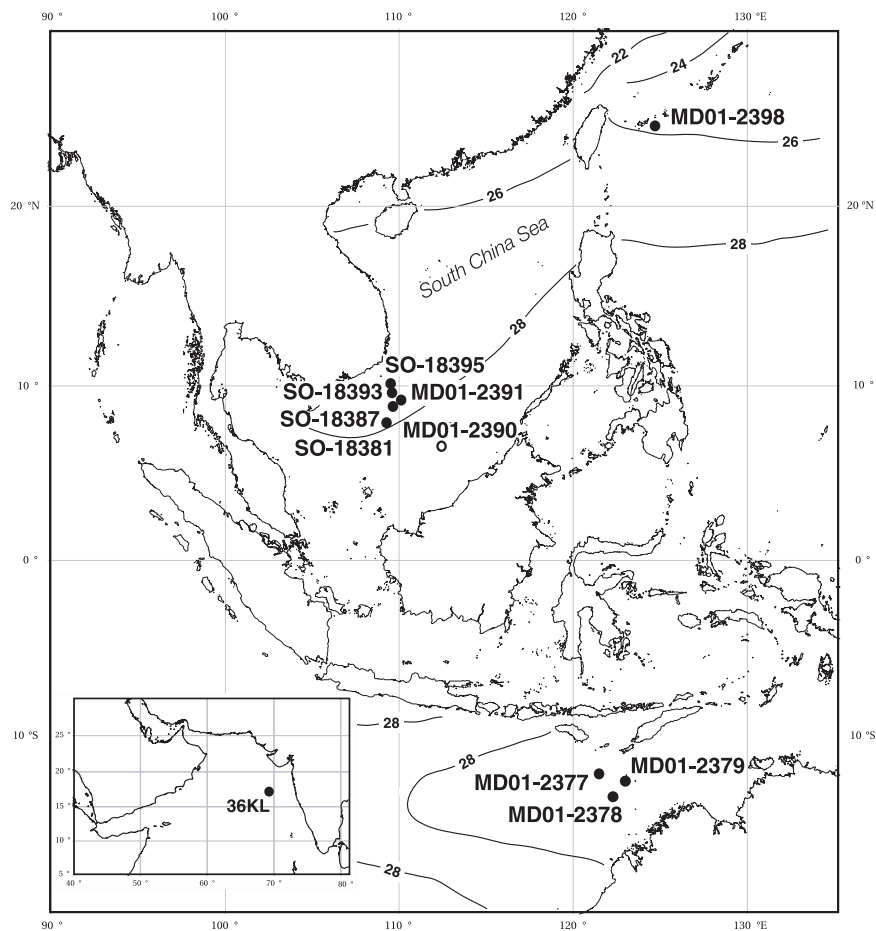 90 °
100 °
110 °
120 °
130 °E
22
24
MD01-2398
26
26
20 °N
20 °N
28
South China Sea
28
SO-18395
10 °
SO-18393
MD01-2391
10 °
SO-18387
MD01-2390
SO-18381
0 °
0 °
28
10 °S
10 °S
28
MD01-2379
MD01-2377
MD01-2378
28
25 °
20 °
15 °
10 °
5 °
36KL
40 °
50 °
60 °
70 °
80 °
90 °
100 °
110 °
120 °
130 °E